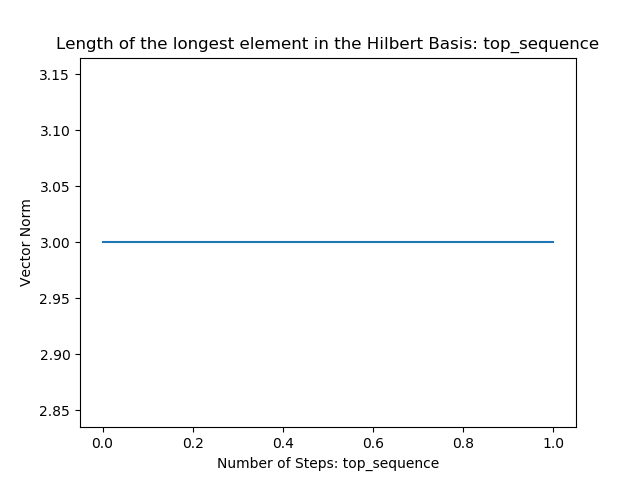 Length of the longest element in the Hilbert Basis: top_sequence
3.15
3.10
3.05
3.00
2.95
2.90
2.85
Vector Norm
0.0 0.2 0.4 0.6 0.8 1.0
Number of Steps: top_sequence